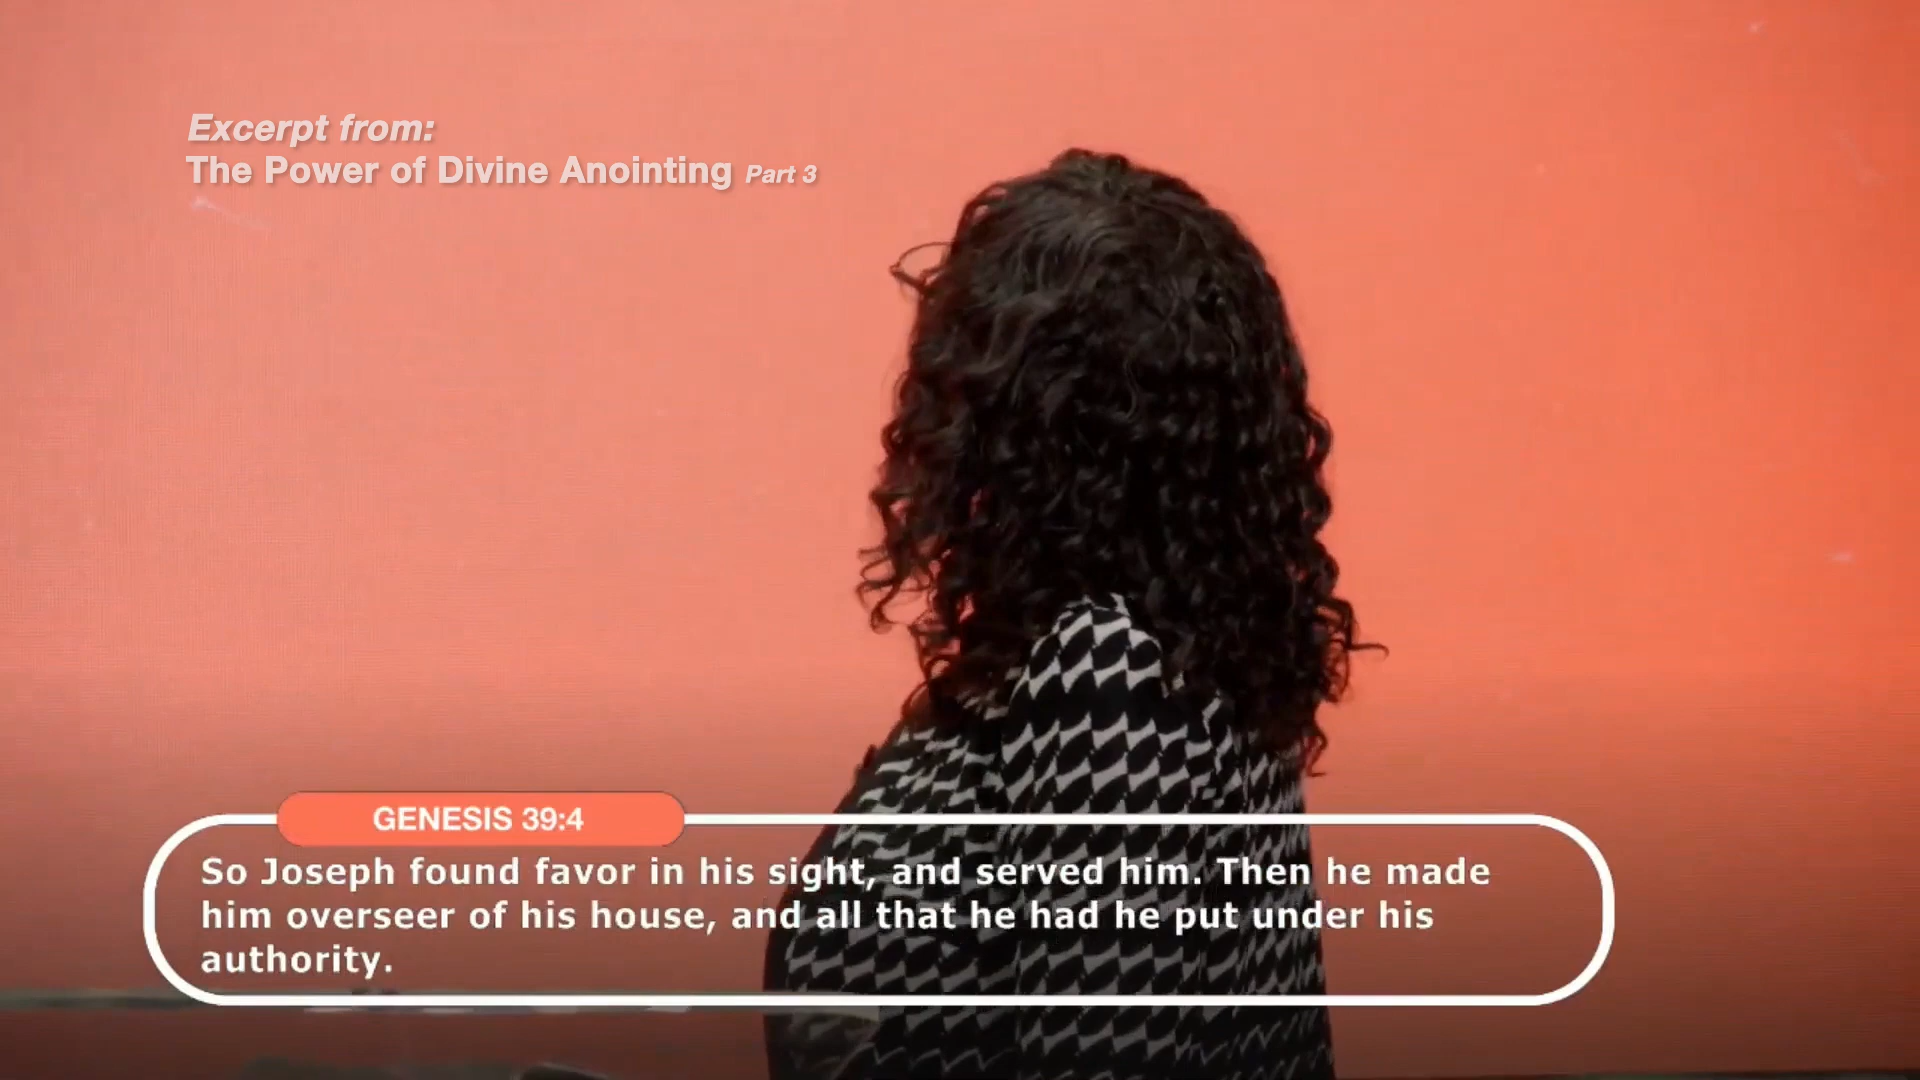 Excerpt from:
The Power of Divine Anointing Part 3
GENESIS 39:4
So Joseph found favor in his sight, and served him. Then he made
him overseer of his house, and all that he had he put under his
authority.